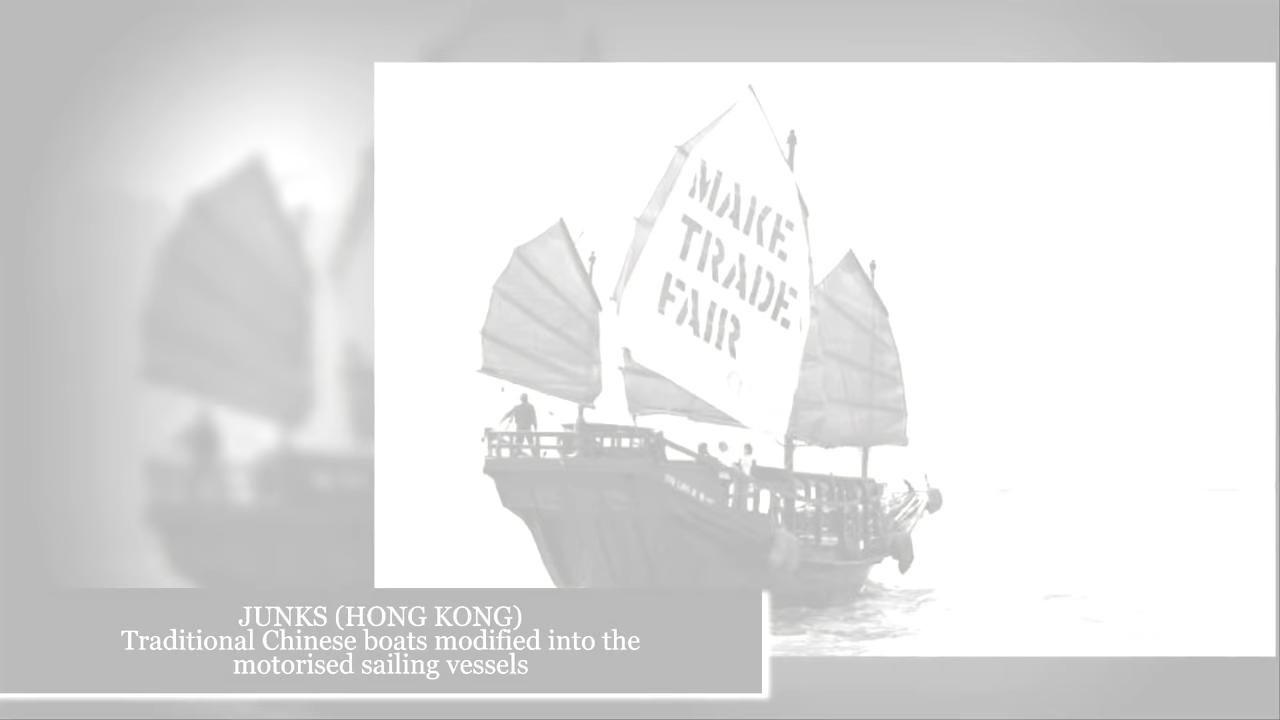 MAKE
TRADE
FAIR
JUNKS (HONG KONG)
Traditional Chinese boats modified into the
motorised sailing vessels